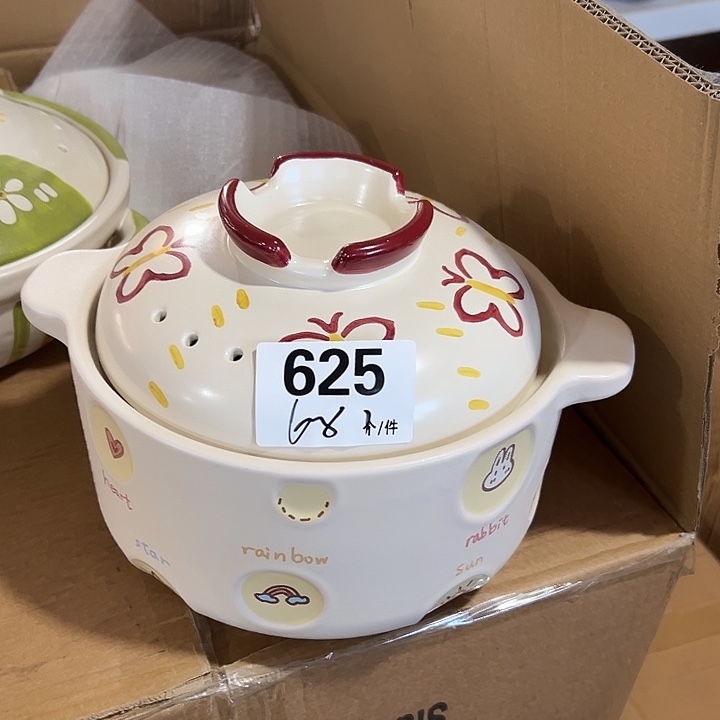 625
68 个/件
heart
rabbit
star
rainbow
sun